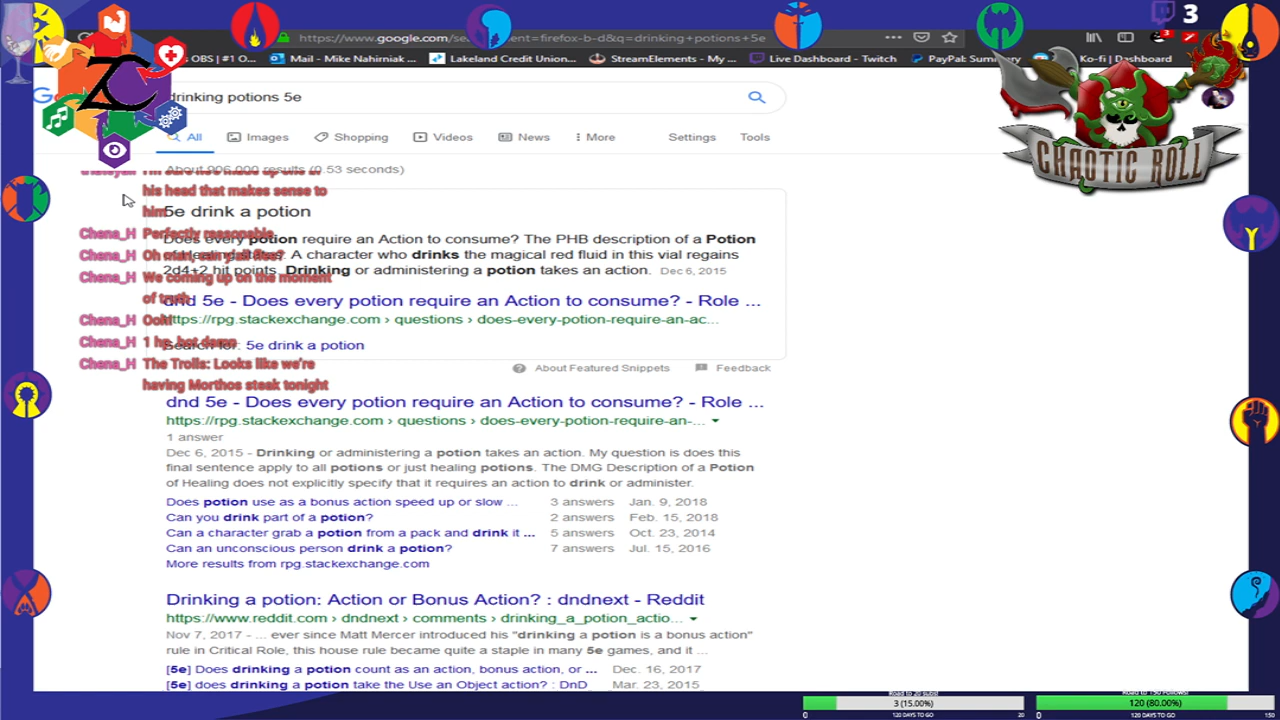 3
https://www.google.com/se ent=firefox-b-d&q=drinking+potions+5e
OBS | #1 O... Mail - Mike Nahirniak ... Lakeland Credit Union... StreamElements - My ... Live Dashboard - Twitch PayPal: Summary Ko-fi | Dashboard
ZC
CHAOTIC ROLL
drinking potions 5e
All Images Shopping Videos News More Settings Tools
About 906,000 results (0.53 seconds)
his head that makes sense to
him
5e drink a potion
Chena_H Perfectly reasonable
Does every potion require an Action to consume? The PHB description of a Potion
Chena_H Oh man,
A character who drinks the magical red fluid in this vial regains
Chena_H We coming up on the moment
of truth
2d4+2 hit points. Drinking or administering a potion takes an action. Dec 6, 2015
dnd 5e - Does every potion require an Action to consume? - Role ...
Chena_H Ooh!
https://rpg.stackexchange.com › questions › does-every-potion-require-an-ac...
Chena_H 1 hp, hot damn
Search for: 5e drink a potion
Chena_H The Trolls: Looks like we're
having Morthos steak tonight
About Featured Snippets Feedback
dnd 5e - Does every potion require an Action to consume? - Role ...
https://rpg.stackexchange.com › questions › does-every-potion-require-an-...
1 answer
Dec 6, 2015 - Drinking or administering a potion takes an action. My question is does this
final sentence apply to all potions or just healing potions. The DMG Description of a Potion
of Healing does not explicitly specify that it requires an action to drink or administer.
Does potion use as a bonus action speed up or slow ... 3 answers Jan. 9, 2018
Can you drink part of a potion? 2 answers Feb. 15, 2018
Can a character grab a potion from a pack and drink it ... 5 answers Oct. 23, 2014
Can an unconscious person drink a potion? 7 answers Jul. 15, 2016
More results from rpg.stackexchange.com
Drinking a potion: Action or Bonus Action? : dndnext - Reddit
https://www.reddit.com › dndnext › comments › drinking_a_potion_actio...
Nov 7, 2017 - ... ever since Matt Mercer introduced his "drinking a potion is a bonus action"
rule in Critical Role, this house rule became quite a staple in many 5e games, and it ...
[5e] Does drinking a potion count as an action, bonus action, or ... Dec. 16, 2017
[5e] does drinking a potion take the Use an Object action? : DnD Mar. 23, 2015
Road to 20 subs!
3 (15.00%)
0 120 DAYS TO GO 20
Road to 150 Follows!
120 (80.00%)
0 120 DAYS TO GO 150